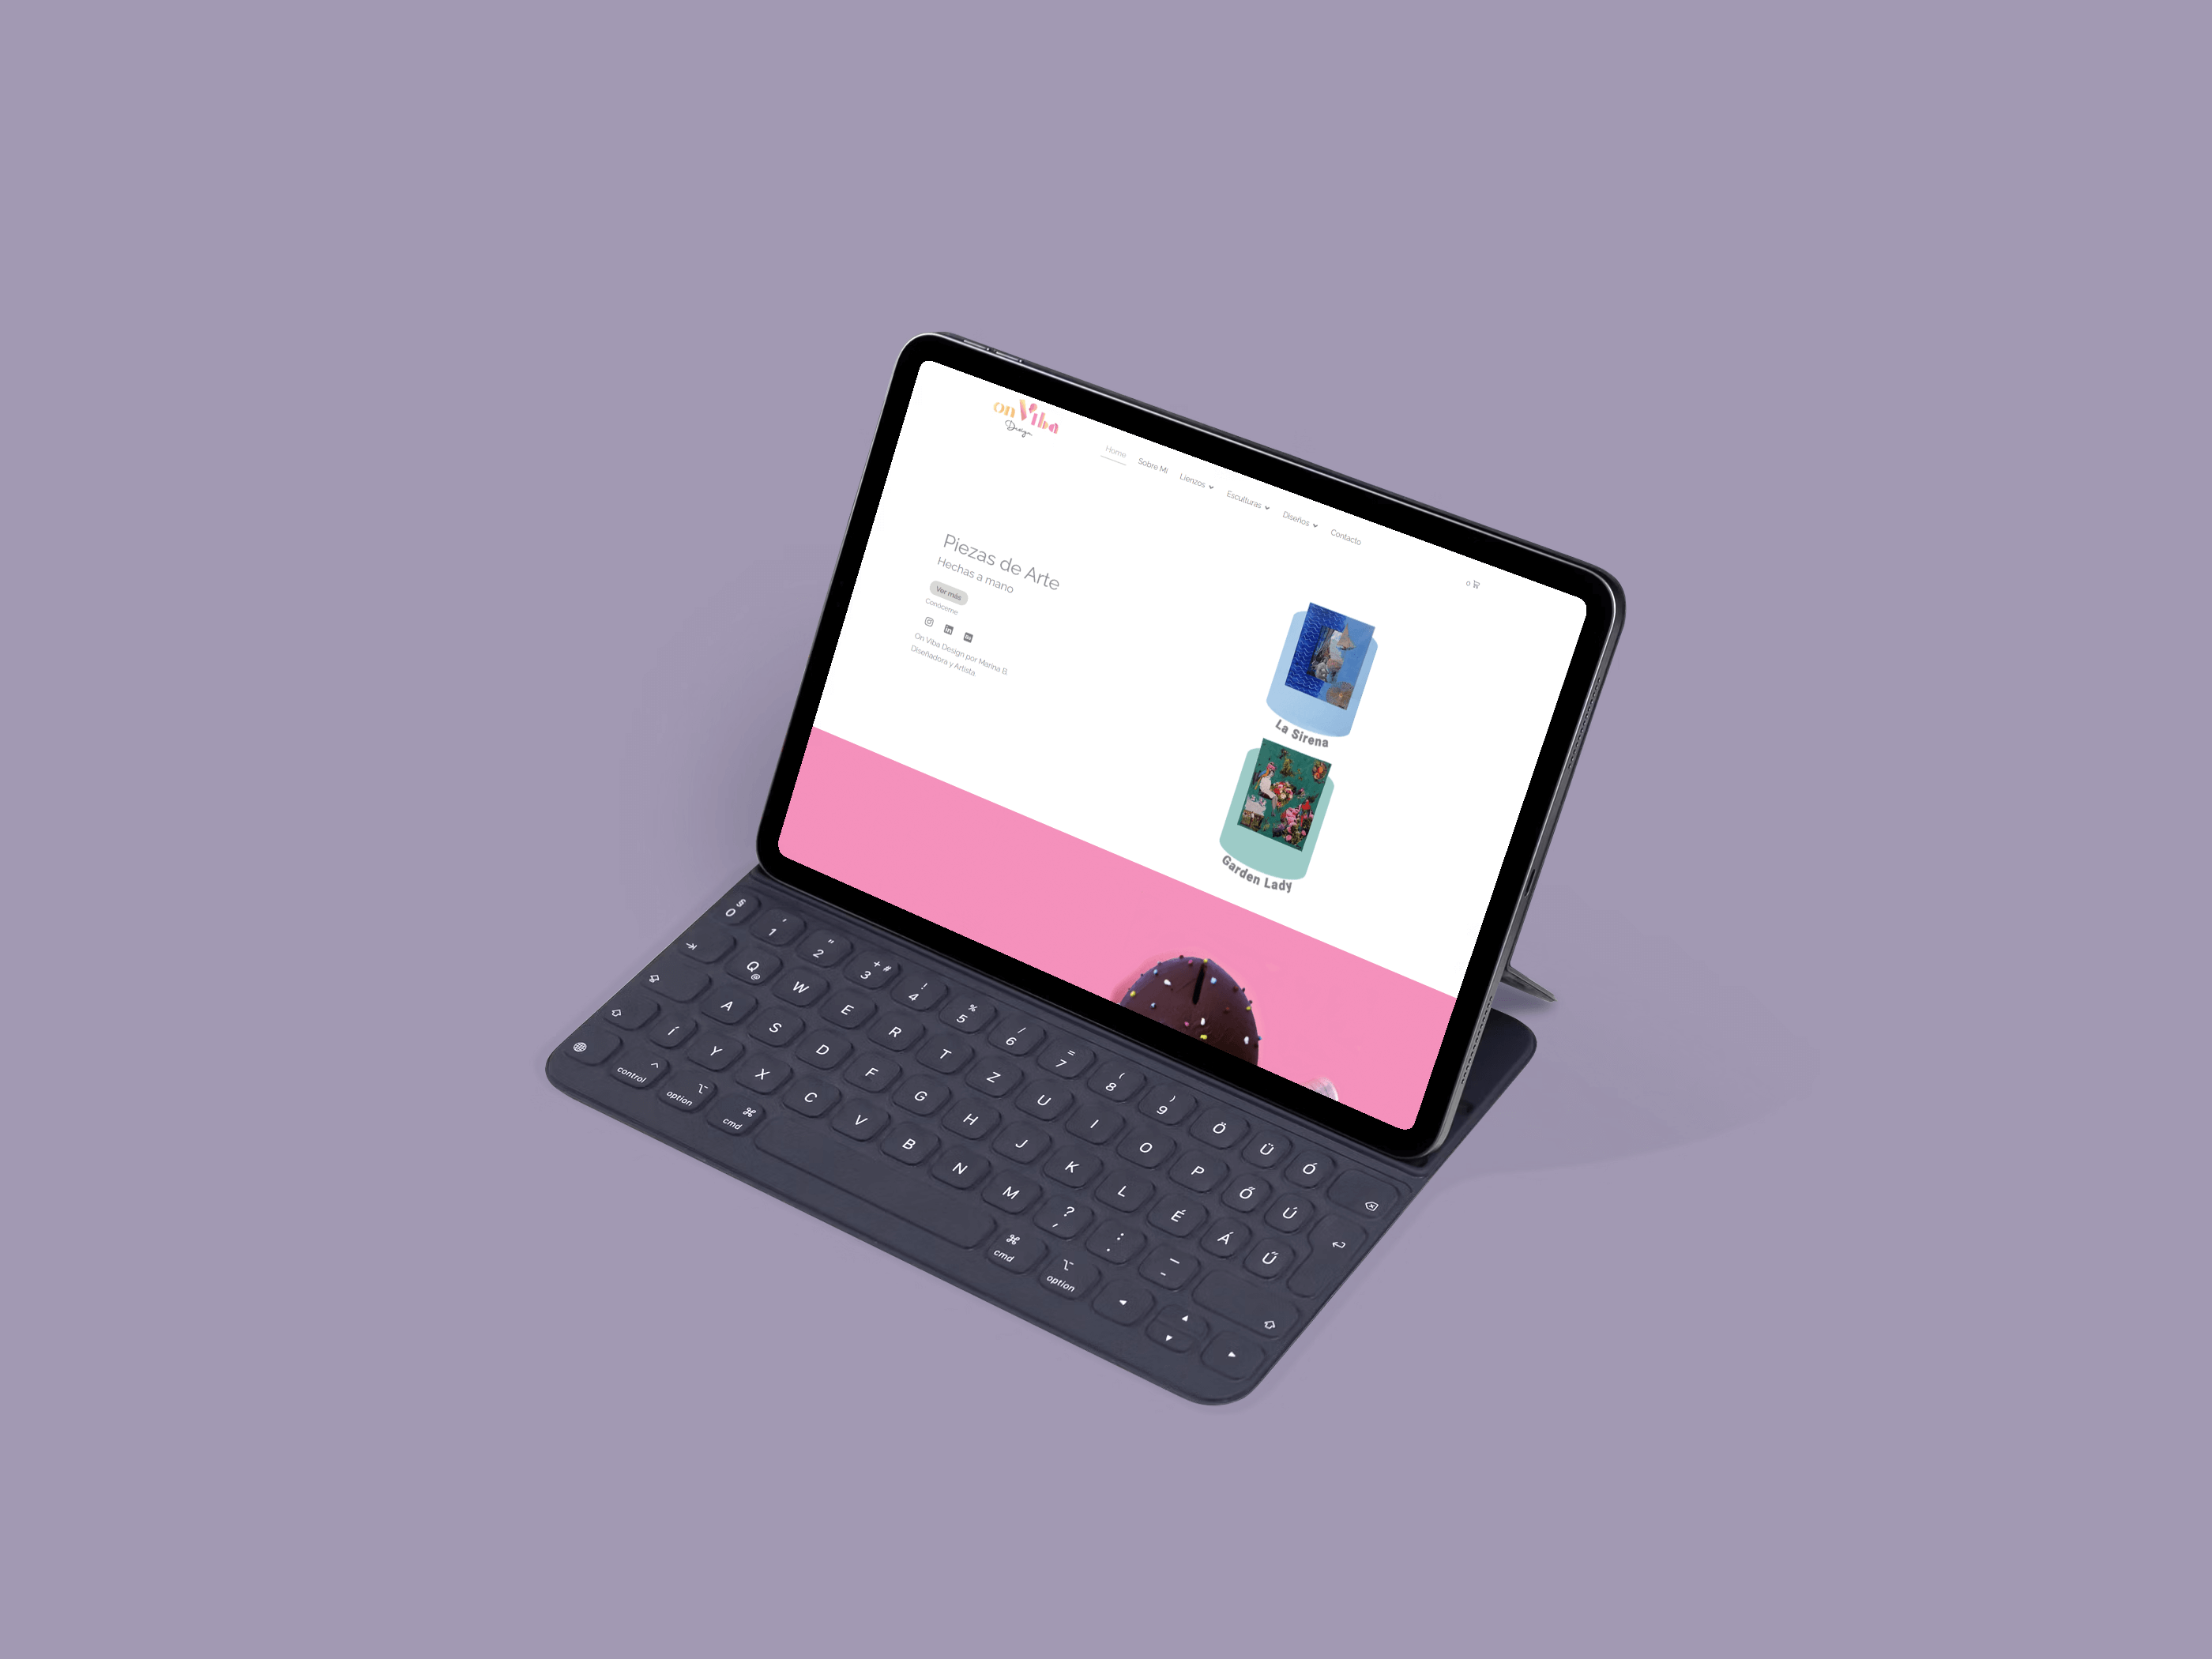 on Viba
Design
Home Sobre Mi Lienzos Esculturas Diseños Contacto
0
Piezas de Arte
Hechas a mano
Ver más
Conóceme
On Viba Design por Marina B.
Diseñadora y Artista
La Sirena
Garden Lady
§ ' " + # ! % / = ( )
0 1 2 3 4 5 6 7 8 9 Ö Ü Ó
Q @ W E R T Z U I O P Ő Ú
A S D F G H J K L É Á Ű
Í Y X C V B N M ? , : . _ -
control option cmd cmd option